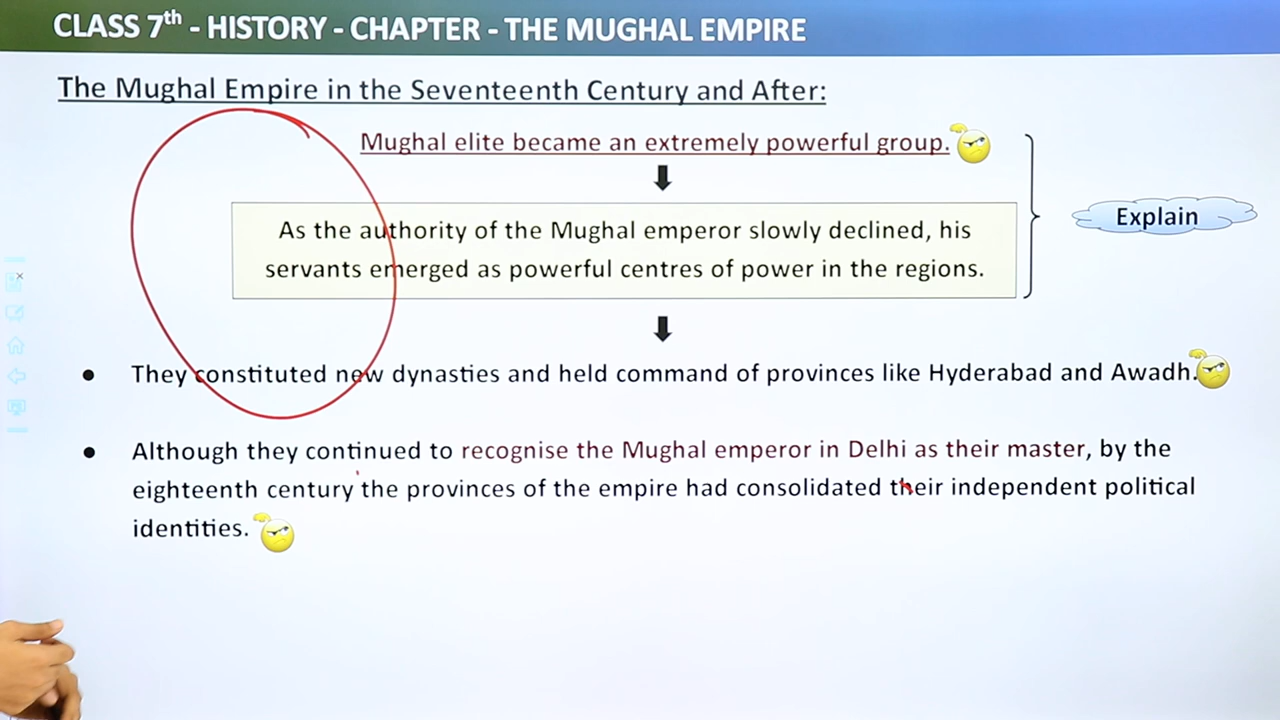 CLASS 7th - HISTORY - CHAPTER - THE MUGHAL EMPIRE
The Mughal Empire in the Seventeenth Century and After:
Mughal elite became an extremely powerful group.
As the authority of the Mughal emperor slowly declined, his
servants emerged as powerful centres of power in the regions.
Explain
● They constituted new dynasties and held command of provinces like Hyderabad and Awadh.
● Although they continued to recognise the Mughal emperor in Delhi as their master, by the
eighteenth century the provinces of the empire had consolidated their independent political
identities.